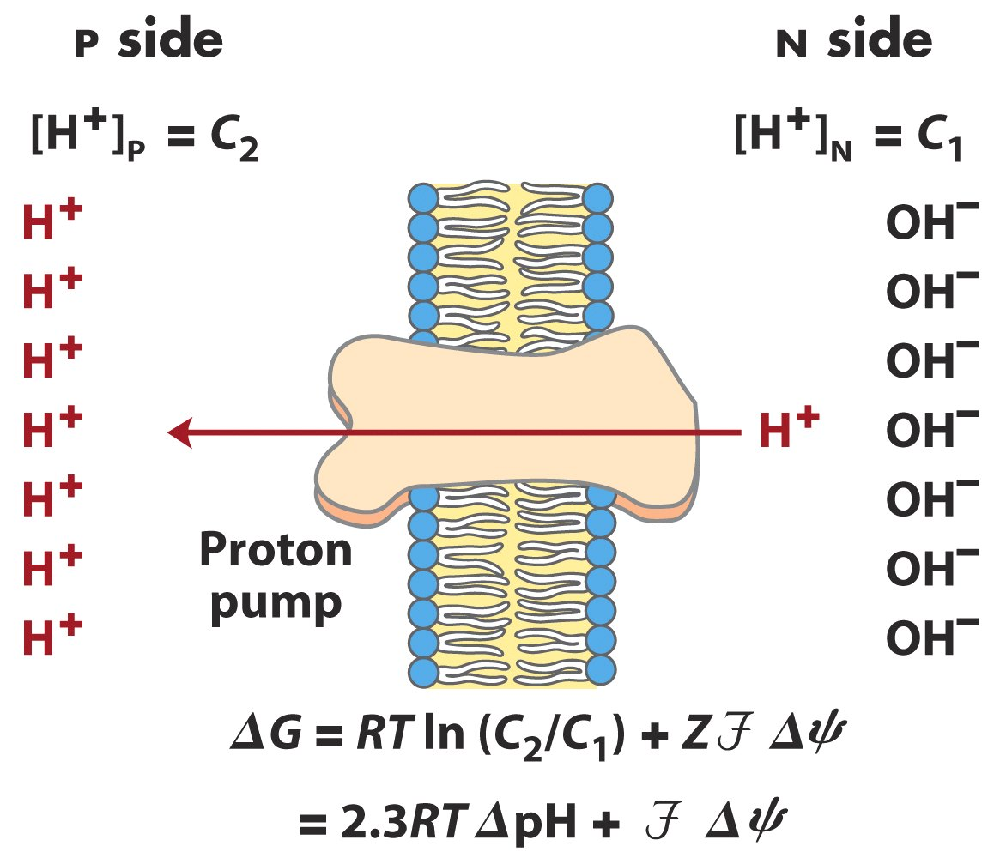 P side
N side
[H⁺]P = C₂
[H⁺]N = C₁
H⁺
H⁺
H⁺
H⁺
H⁺
H⁺
H⁺
H⁺
OH⁻
OH⁻
OH⁻
OH⁻
OH⁻
OH⁻
OH⁻
Proton
pump
ΔG = RT ln (C₂/C₁) + Zℱ Δψ
= 2.3RT ΔpH + ℱ Δψ